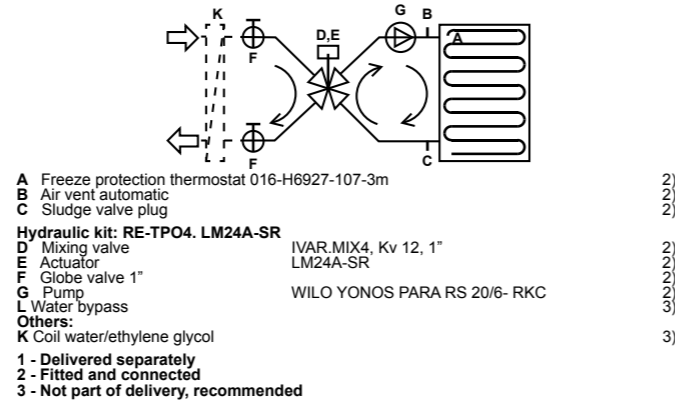 K
G
B
D,E
A
F
F
C
A Freeze protection thermostat 016-H6927-107-3m 2)
B Air vent automatic 2)
C Sludge valve plug 2)
Hydraulic kit: RE-TPO4. LM24A-SR
D Mixing valve IVAR.MIX4, Kv 12, 1” 2)
E Actuator LM24A-SR 2)
F Globe valve 1” 2)
G Pump WILO YONOS PARA RS 20/6- RKC 2)
L Water bypass 3)
Others:
K Coil water/ethylene glycol 3)
1 - Delivered separately
2 - Fitted and connected
3 - Not part of delivery, recommended